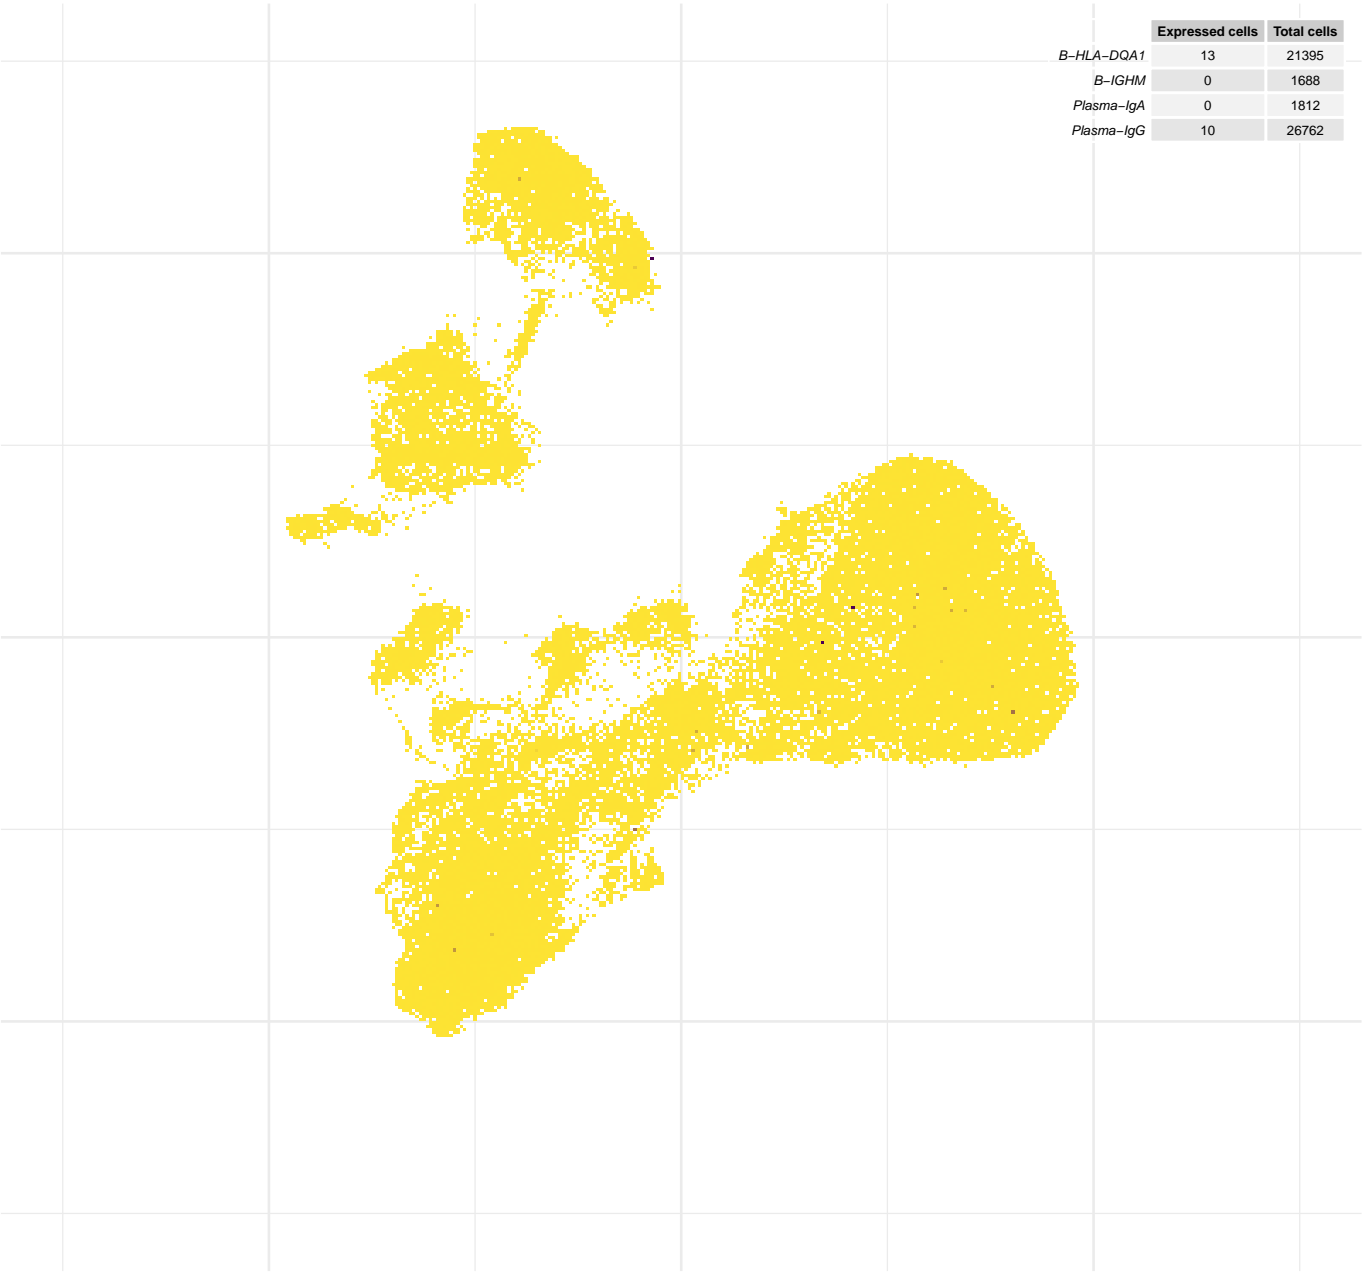 Expressed cells Total cells
B−HLA−DQA1 13 21395
B−IGHM 0 1688
Plasma−IgA 0 1812
Plasma−IgG 10 26762